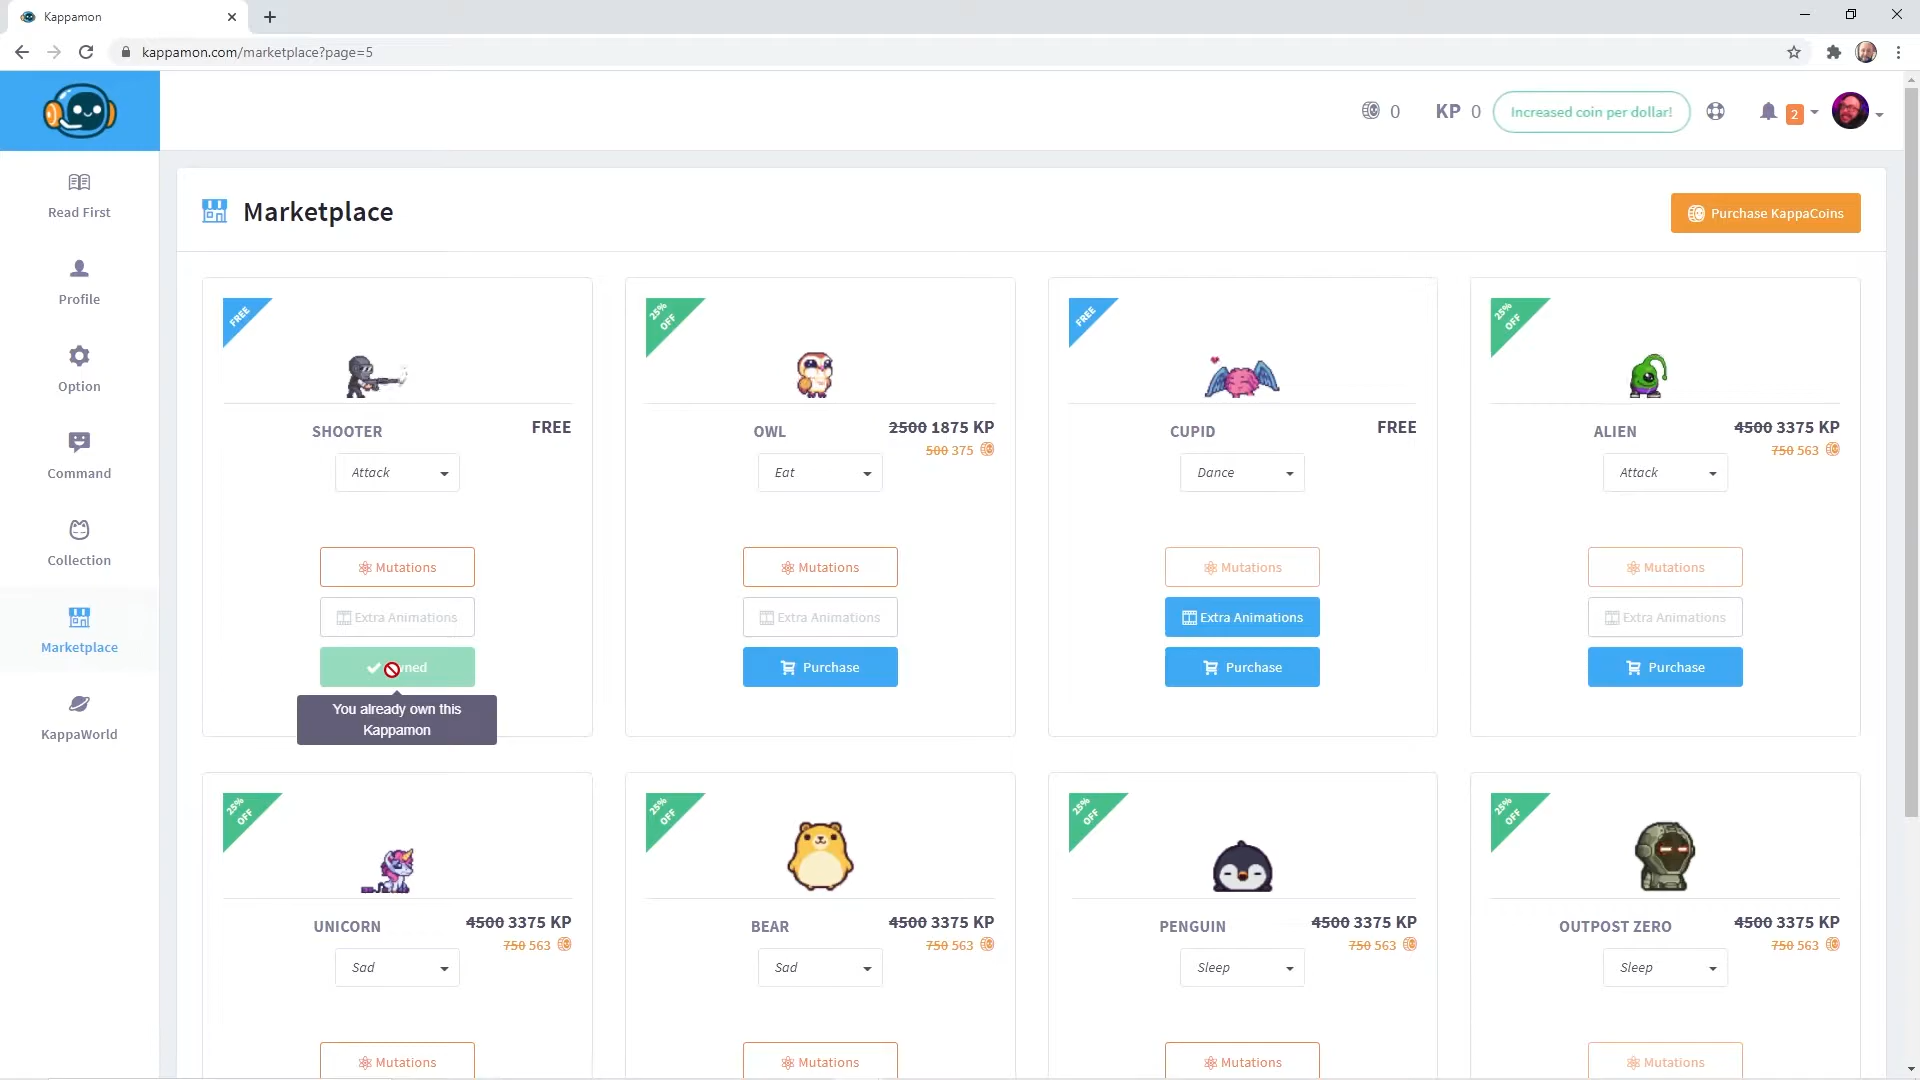 Kappamon
kappamon.com/marketplace?page=5
0
KP 0
Increased coin per dollar!
2
Read First
Profile
Option
Command
Collection
Marketplace
KappaWorld
Marketplace
Purchase KappaCoins
FREE
SHOOTER
FREE
Attack
Mutations
Extra Animations
You already own this
Kappamon
25%
OFF
OWL
2500 1875 KP
500 375
Eat
Mutations
Extra Animations
Purchase
FREE
CUPID
FREE
Dance
Mutations
Extra Animations
Purchase
25%
OFF
ALIEN
4500 3375 KP
750 563
Attack
Mutations
Extra Animations
Purchase
25%
OFF
UNICORN
4500 3375 KP
750 563
Sad
Mutations
25%
OFF
BEAR
4500 3375 KP
750 563
Sad
Mutations
25%
OFF
PENGUIN
4500 3375 KP
750 563
Sleep
Mutations
25%
OFF
OUTPOST ZERO
4500 3375 KP
750 563
Sleep
Mutations